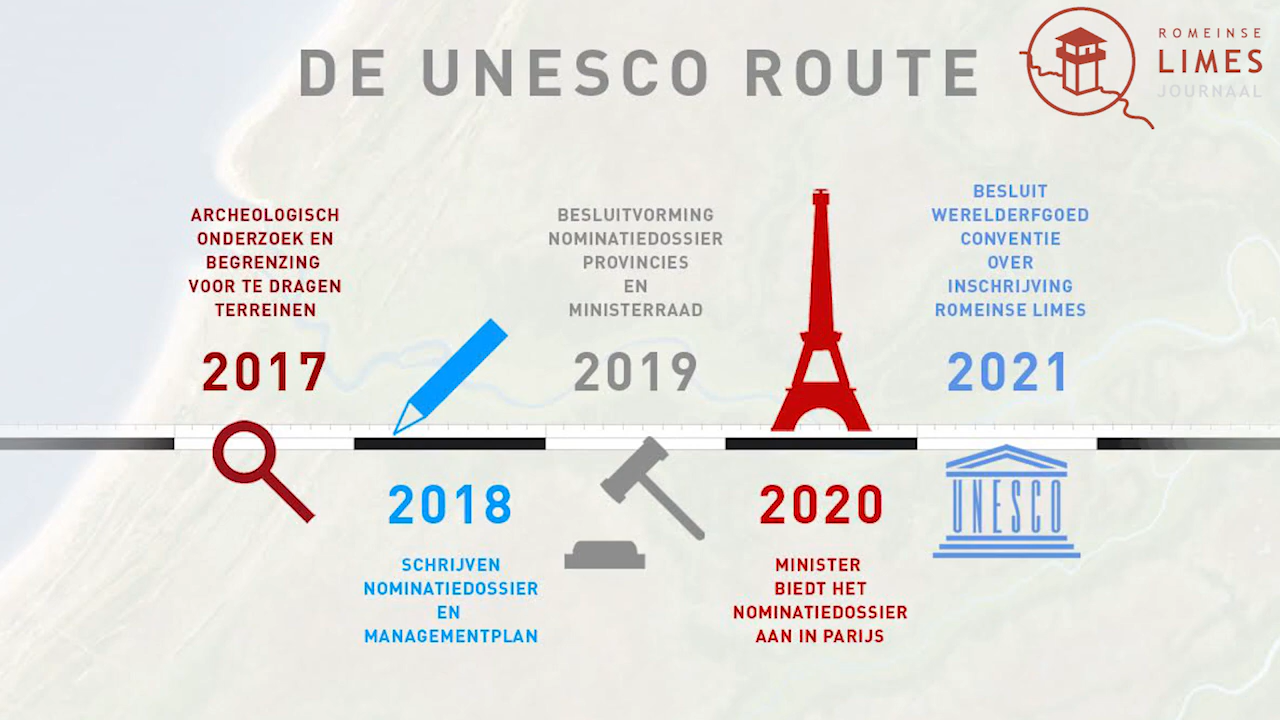 DE UNESCO ROUTE
ROMEINSE
LIMES
JOURNAAL
ARCHEOLOGISCH
ONDERZOEK EN
BEGRENZING
VOOR TE DRAGEN
TERREINEN
2017
2018
SCHRIJVEN
NOMINATIEDOSSIER
EN
MANAGEMENTPLAN
BESLUITVORMING
NOMINATIEDOSSIER
PROVINCIES
EN
MINISTERRAAD
2019
2020
MINISTER
BIEDT HET
NOMINATIEDOSSIER
AAN IN PARIJS
BESLUIT
WERELDERFGOED
CONVENTIE
OVER
INSCHRIJVING
ROMEINSE LIMES
2021
UNESCO